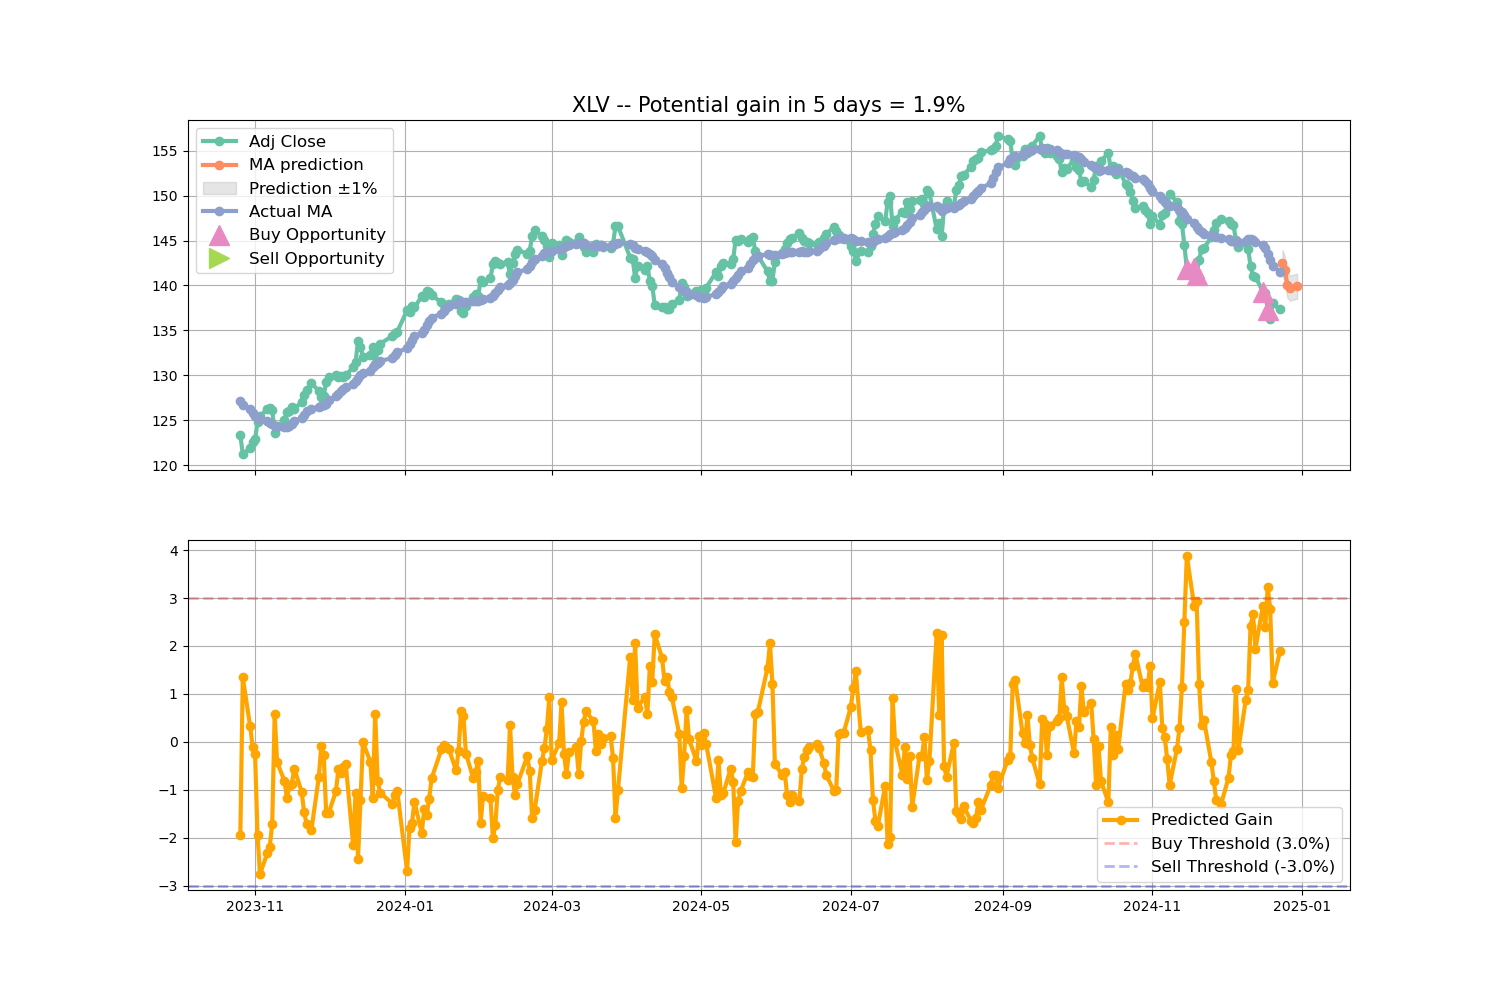 XLV -- Potential gain in 5 days = 1.9%
Adj Close
MA prediction
Prediction ±1%
Actual MA
Buy Opportunity
Sell Opportunity
155
150
145
140
135
130
125
120
4
3
2
1
0
−1
−2
−3
Predicted Gain
Buy Threshold (3.0%)
Sell Threshold (-3.0%)
2023-11 2024-01 2024-03 2024-05 2024-07 2024-09 2024-11 2025-01